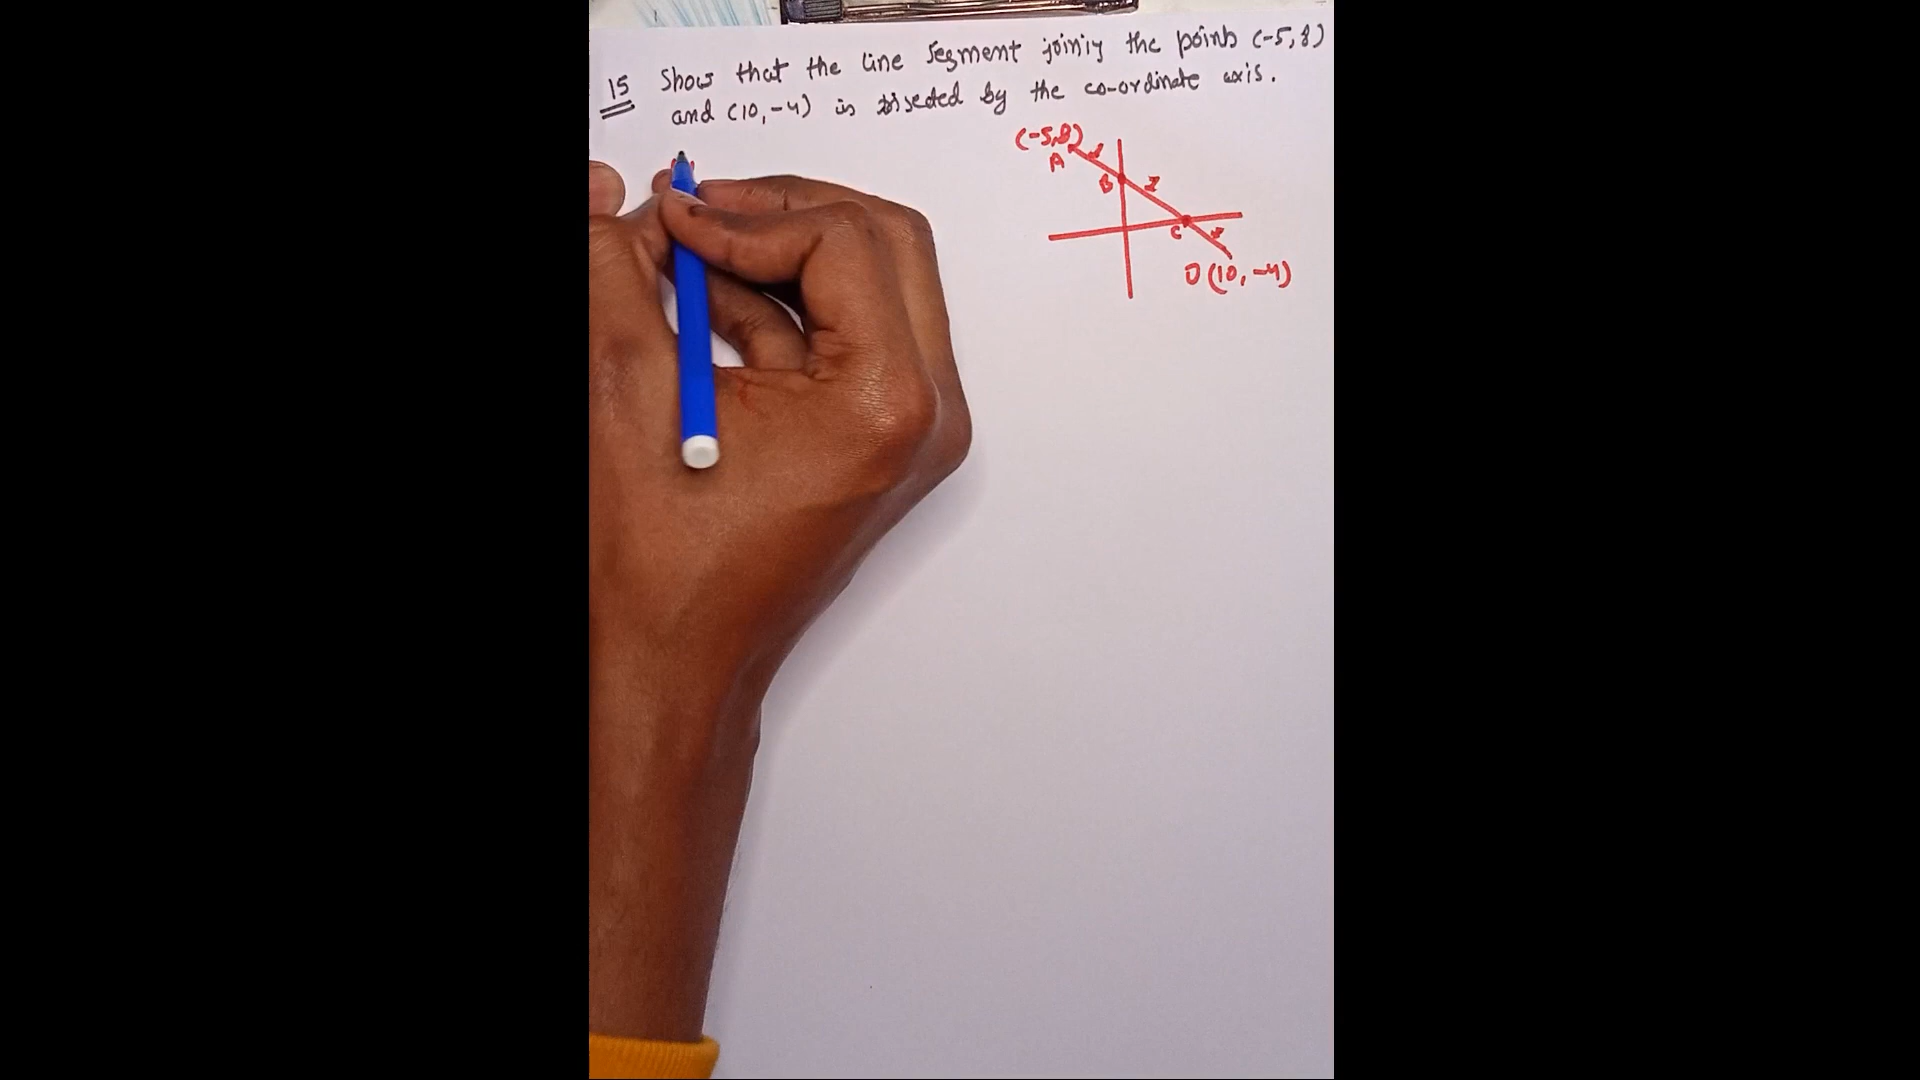 15 Show that the line segment joining the points (-5,8)
and (10,-4) is trisected by the co-ordinate axis.
(-5,8)
A
B
C
D(10,-4)